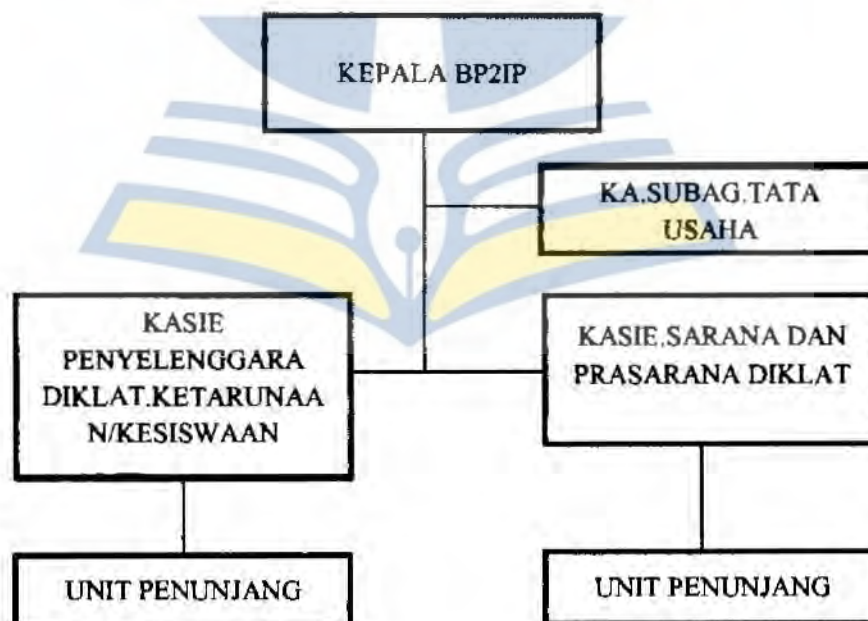 KEPALA BP2IP
KA.SUBAG.TATA
USAHA
KASIE
PENYELENGGARA
DIKLAT.KETARUNAA
N/KESISWAAN
KASIE.SARANA DAN
PRASARANA DIKLAT
UNIT PENUNJANG
UNIT PENUNJANG